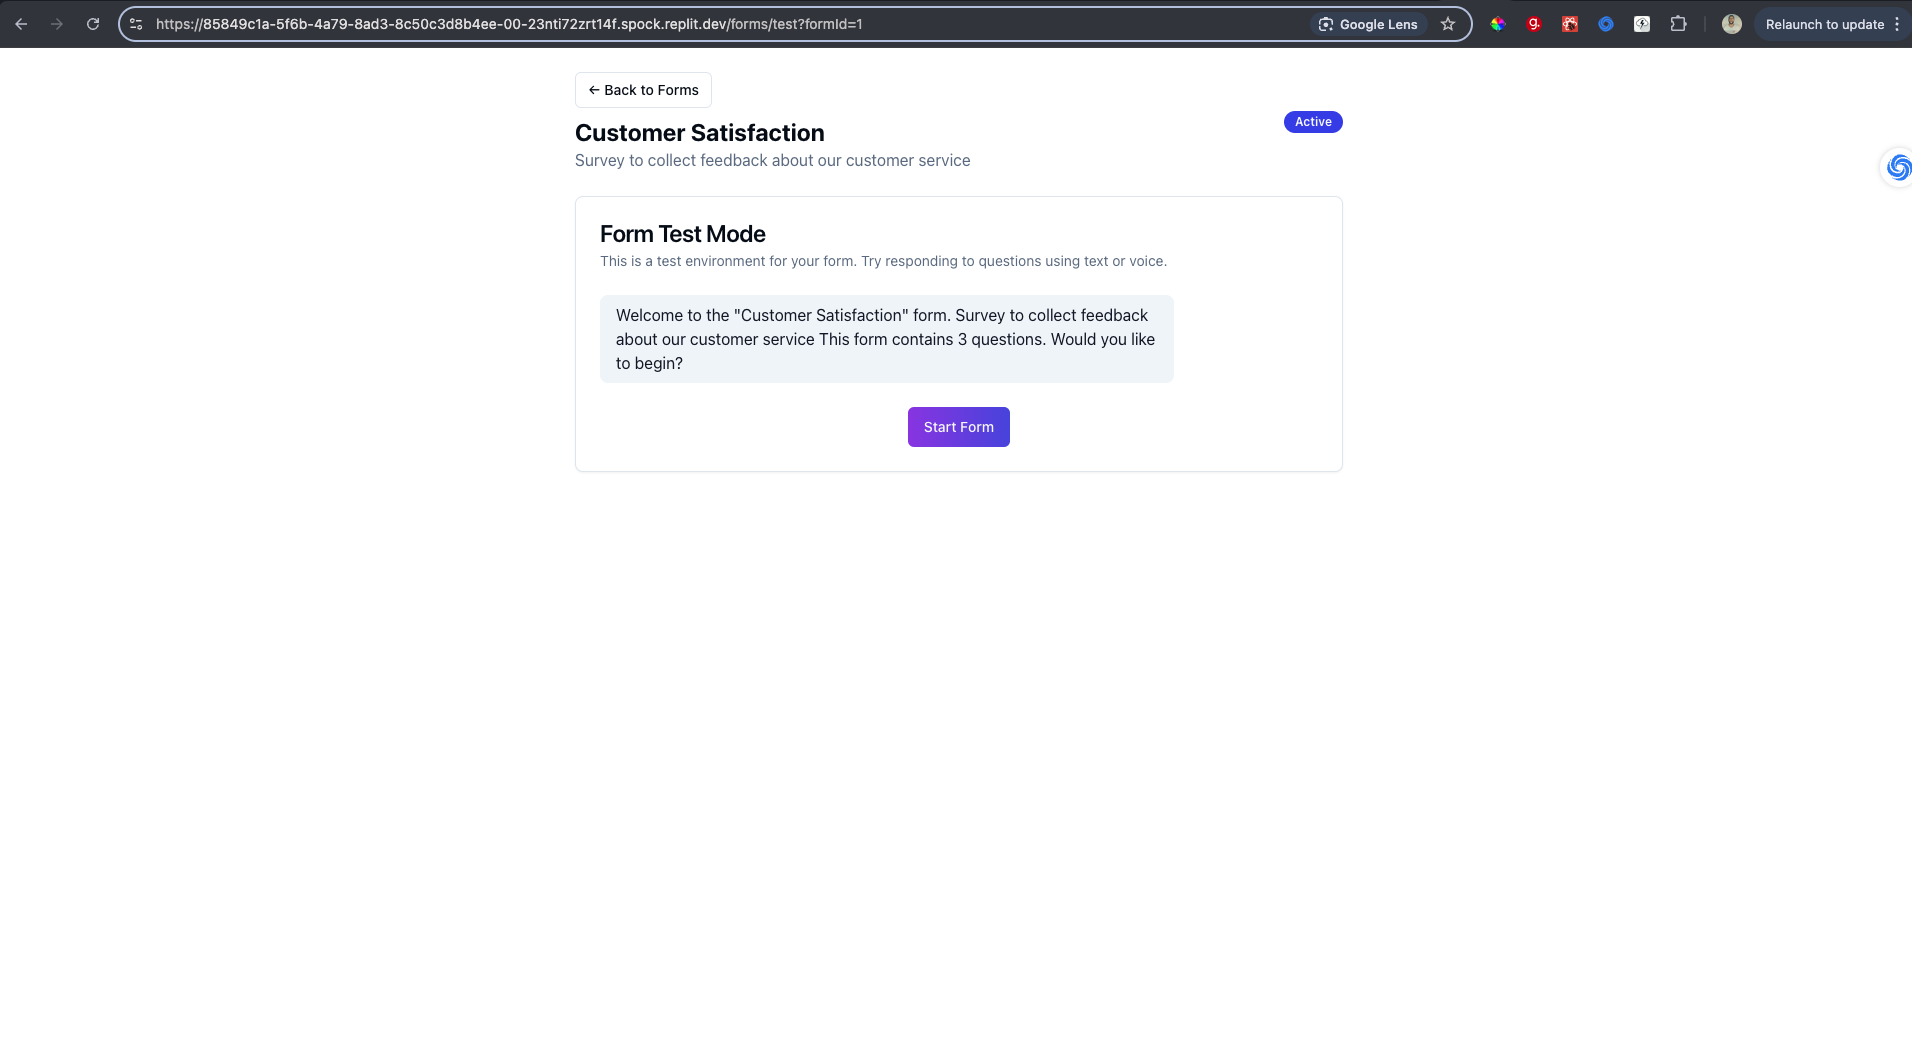 https://85849c1a-5f6b-4a79-8ad3-8c50c3d8b4ee-00-23nti72zrt14f.spock.replit.dev/forms/test?formId=1
Google Lens
g.
Relaunch to update
← Back to Forms
Customer Satisfaction
Active
Survey to collect feedback about our customer service
Form Test Mode
This is a test environment for your form. Try responding to questions using text or voice.
Welcome to the "Customer Satisfaction" form. Survey to collect feedback
about our customer service This form contains 3 questions. Would you like
to begin?
Start Form